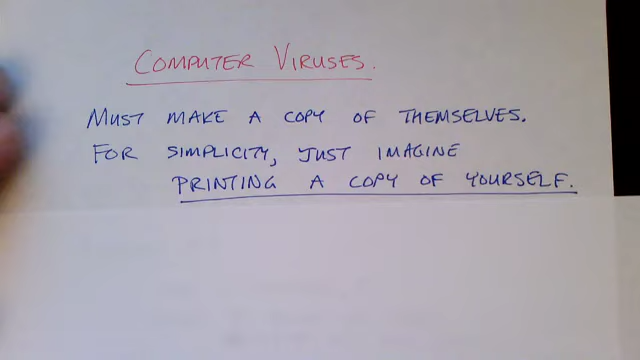 COMPUTER VIRUSES.
MUST MAKE A COPY OF THEMSELVES.
FOR SIMPLICITY, JUST IMAGINE
PRINTING A COPY OF YOURSELF.